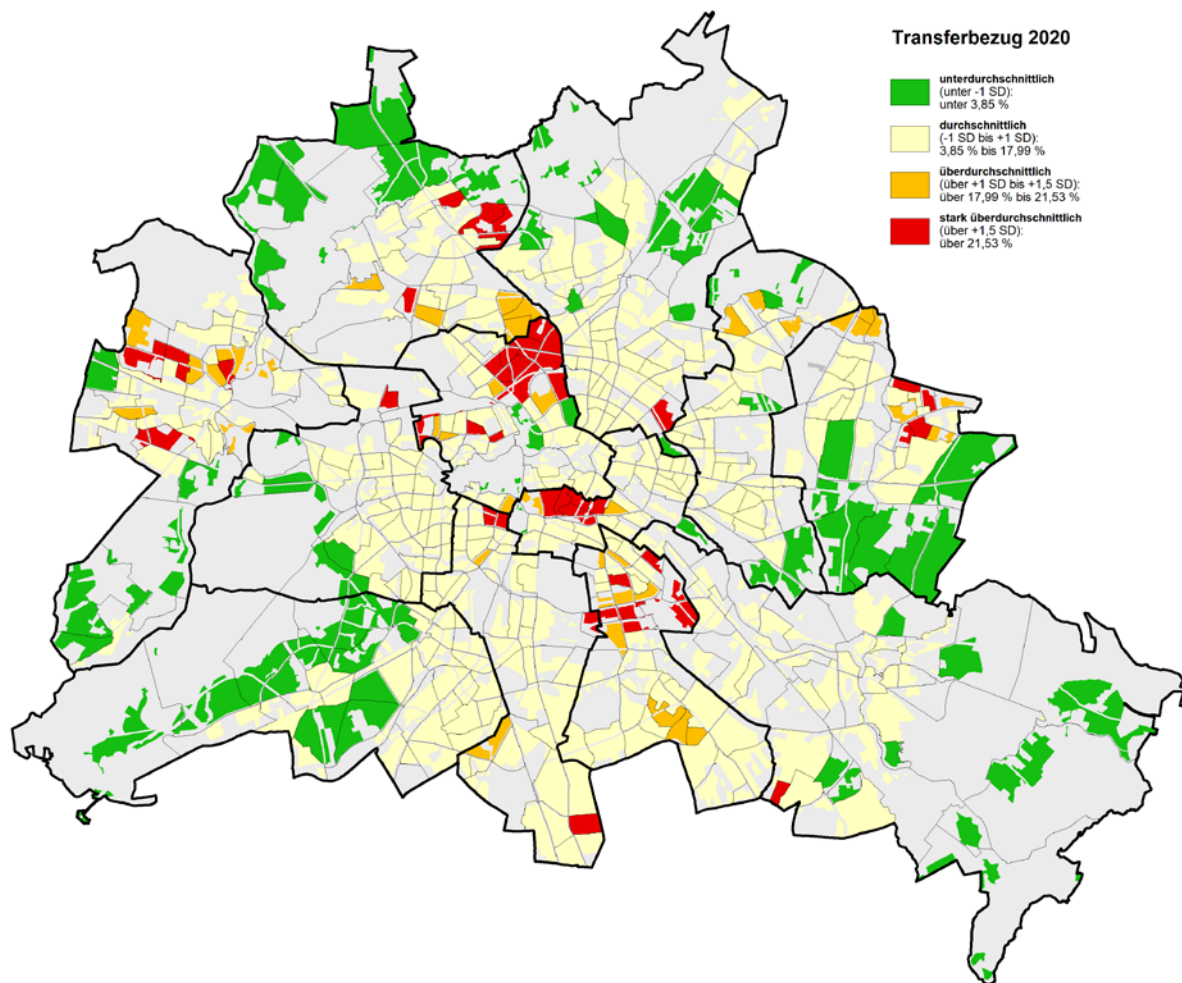 Transferbezug 2020
unterdurchschnittlich
(unter -1 SD):
unter 3,85 %
durchschnittlich
(-1 SD bis +1 SD):
3,85 % bis 17,99 %
überdurchschnittlich
(über +1 SD bis +1,5 SD):
über 17,99 % bis 21,53 %
stark überdurchschnittlich
(über +1,5 SD):
über 21,53 %